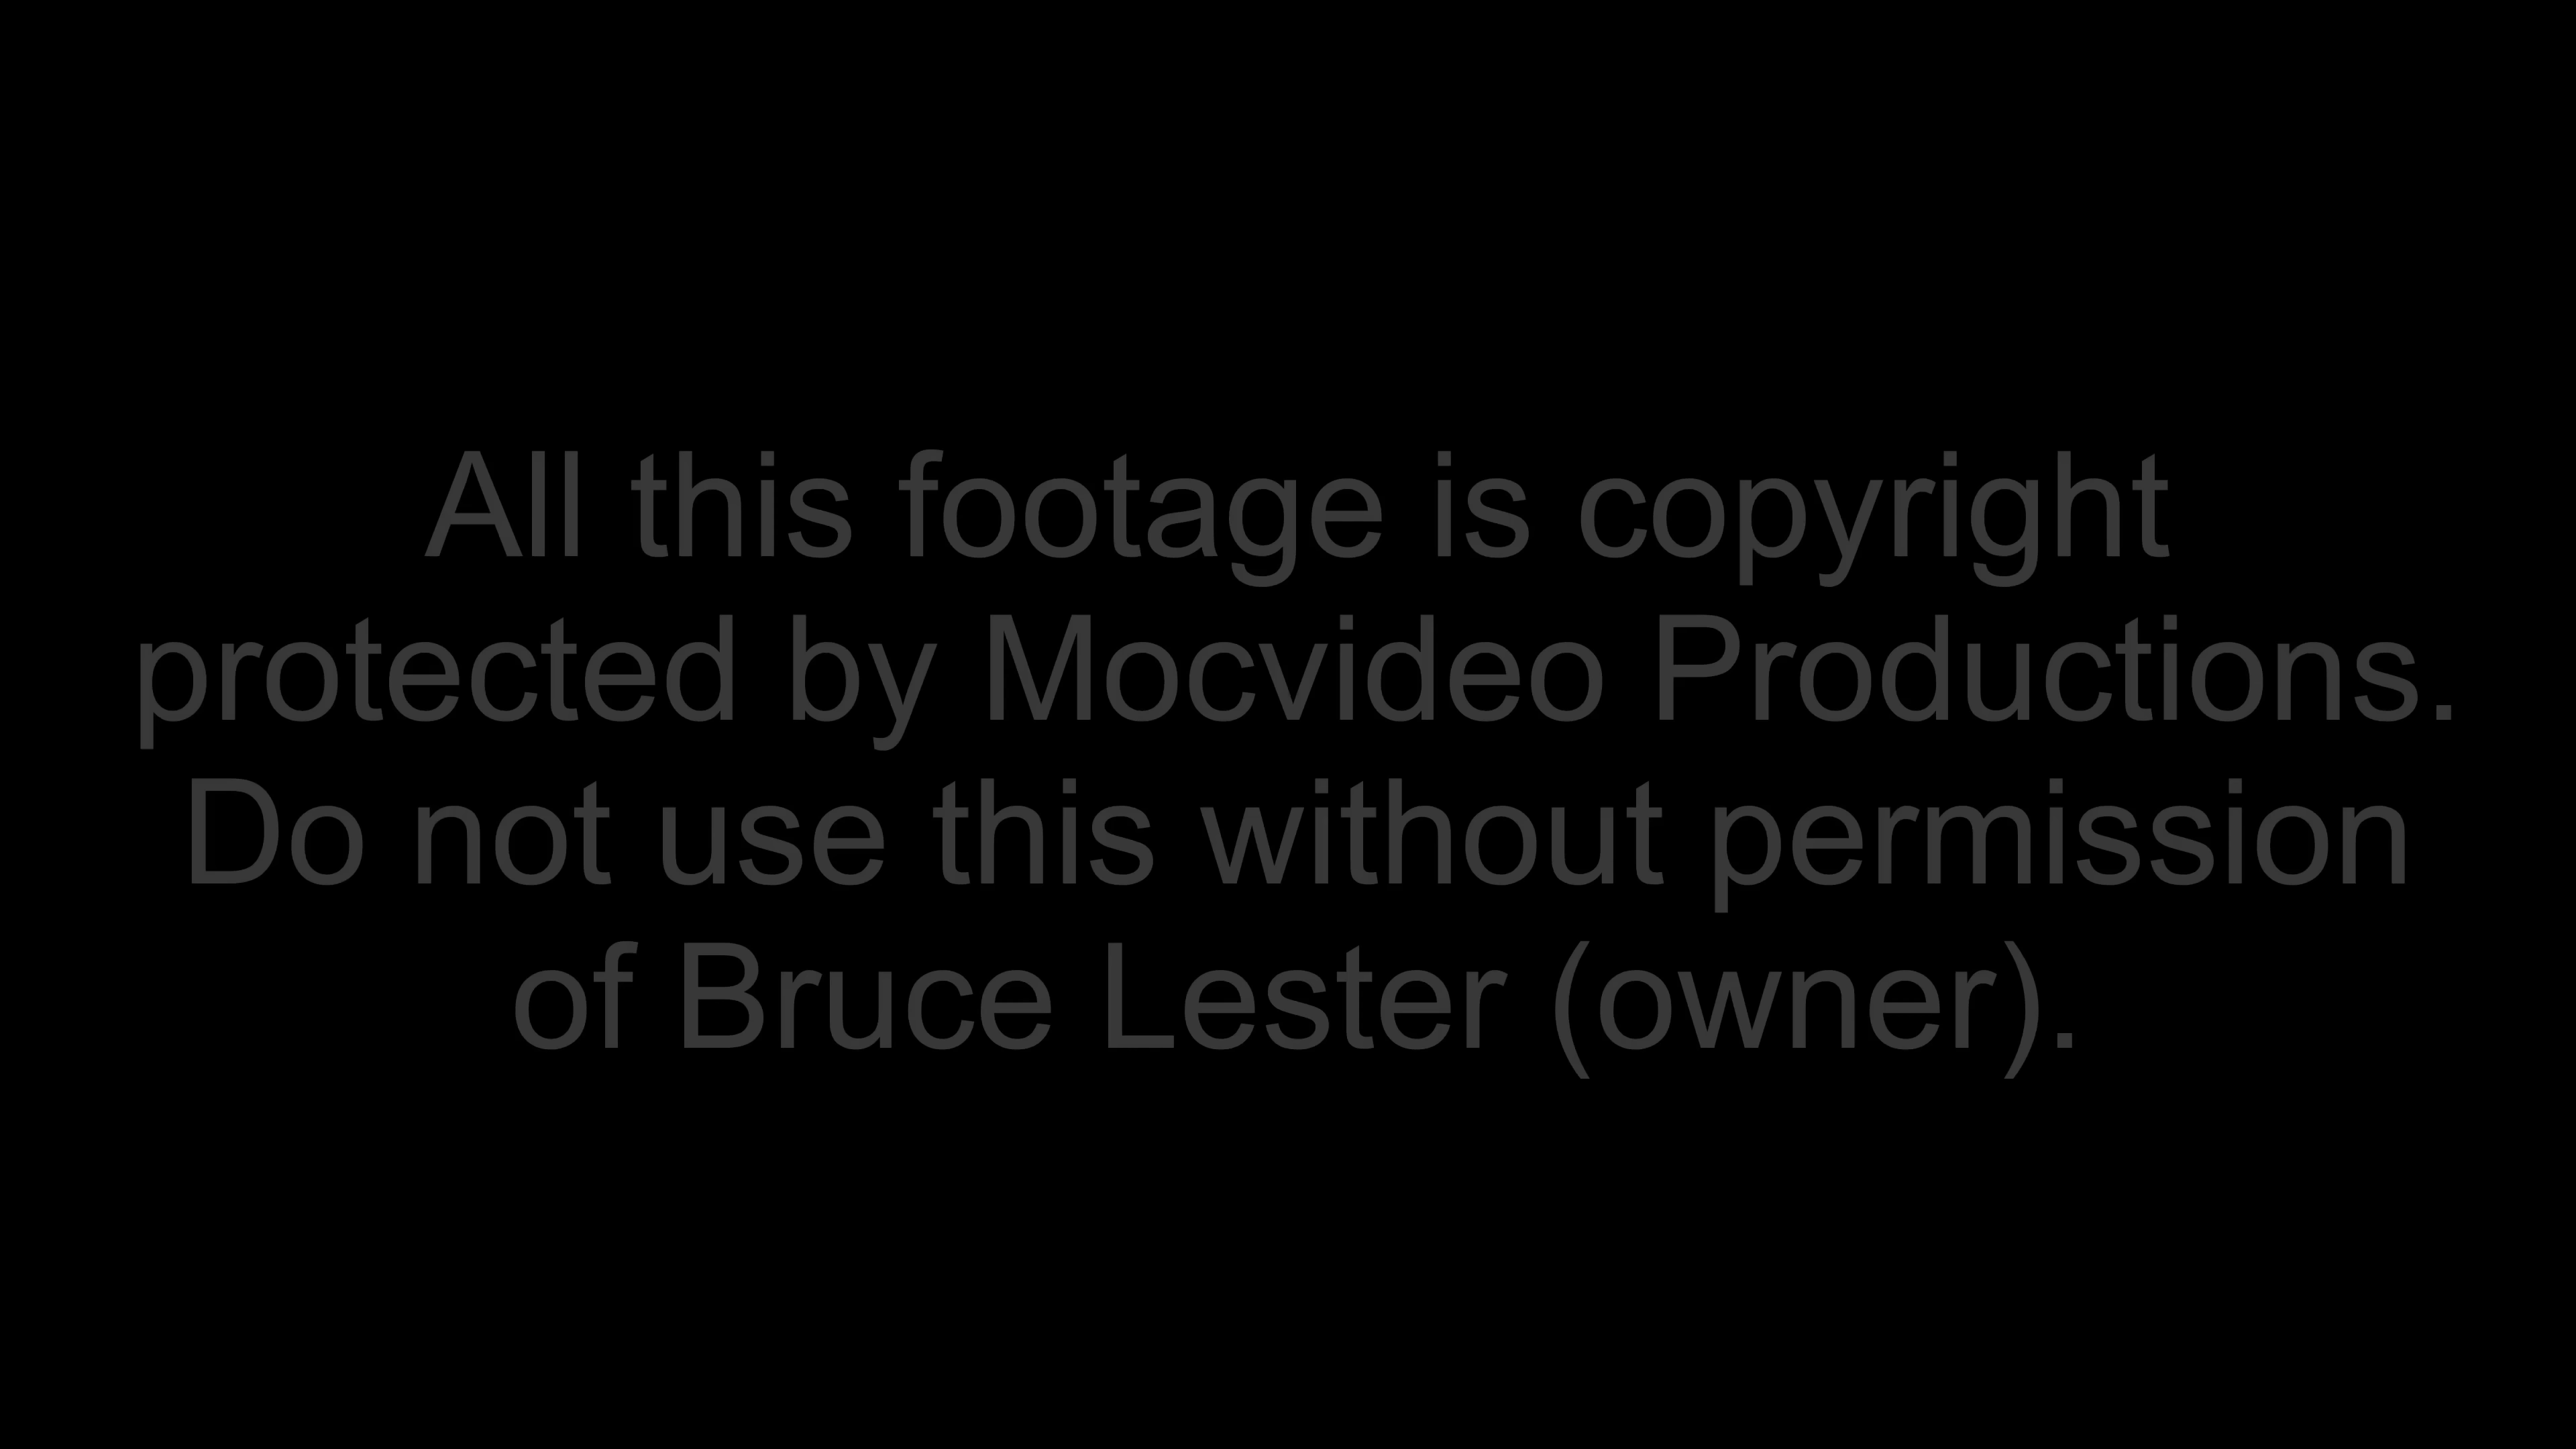 All this footage is copyright
protected by Mocvideo Productions.
Do not use this without permission
of Bruce Lester (owner).